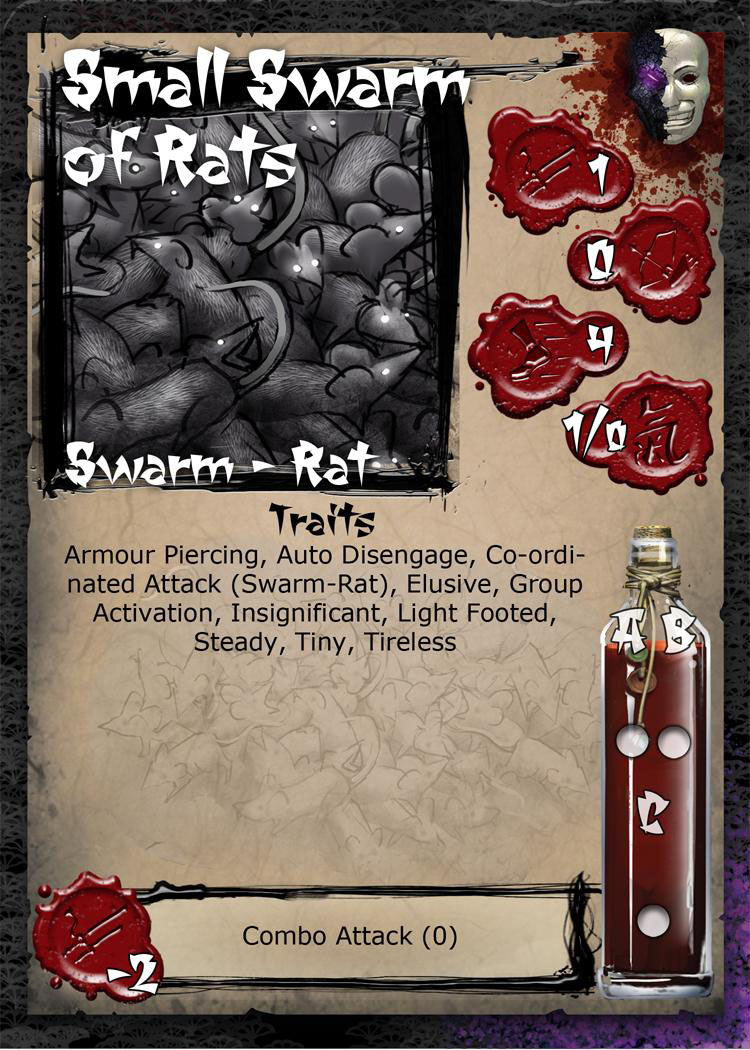 Small Swarm
of Rats
1
0
4
1/0
氣
Swarm - Rat
Traits
Armour Piercing, Auto Disengage, Co-ordi-
nated Attack (Swarm-Rat), Elusive, Group
Activation, Insignificant, Light Footed,
Steady, Tiny, Tireless
A B
C
-2
Combo Attack (0)